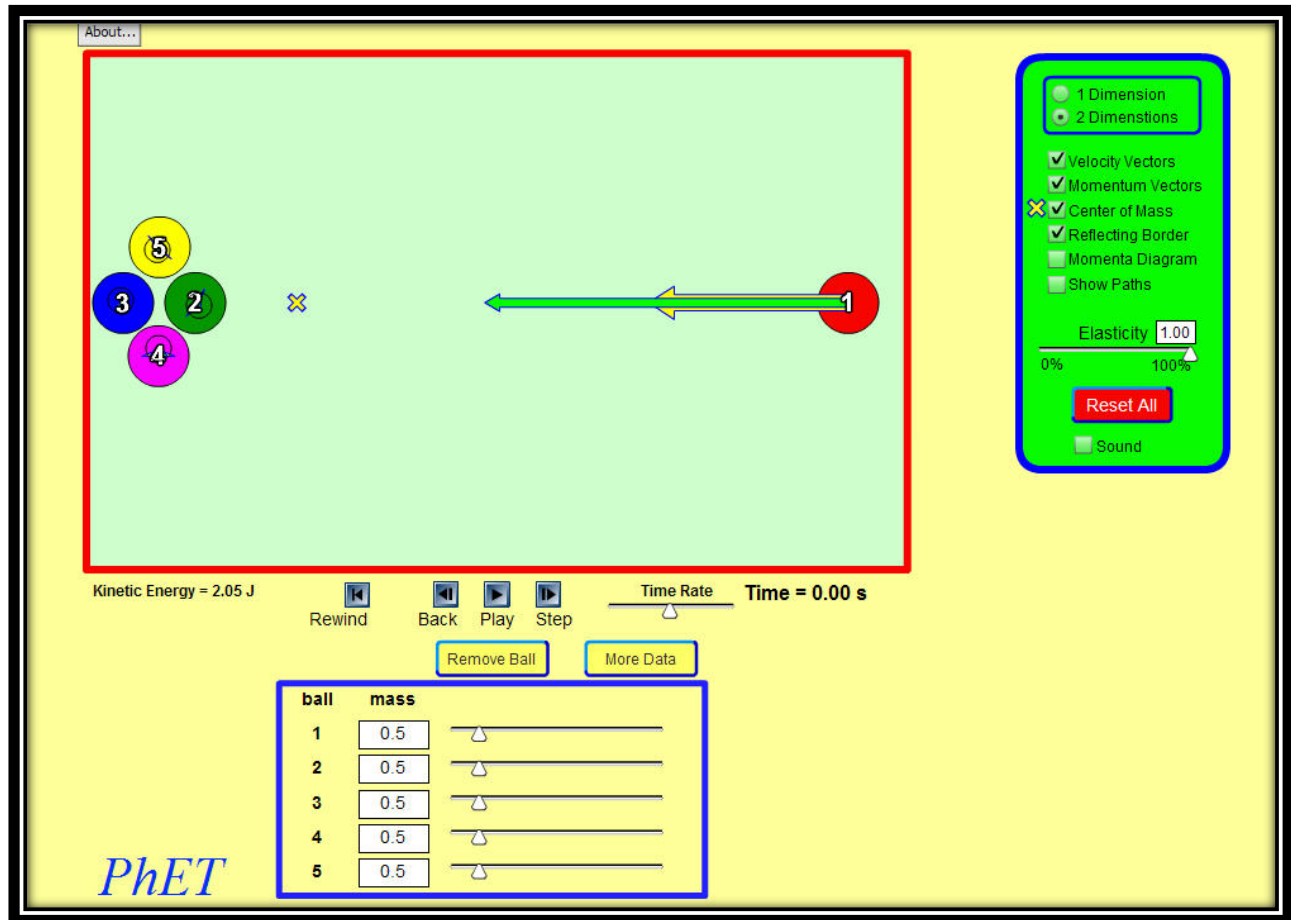 About...
1 Dimension
2 Dimenstions
Velocity Vectors
Momentum Vectors
Center of Mass
Reflecting Border
Momenta Diagram
Show Paths
Elasticity 1.00
0% 100%
Reset All
Sound
5
3 2
4
1
Kinetic Energy = 2.05 J
Rewind Back Play Step
Time Rate
Time = 0.00 s
Remove Ball More Data
ball mass
1 0.5
2 0.5
3 0.5
4 0.5
5 0.5
PhET